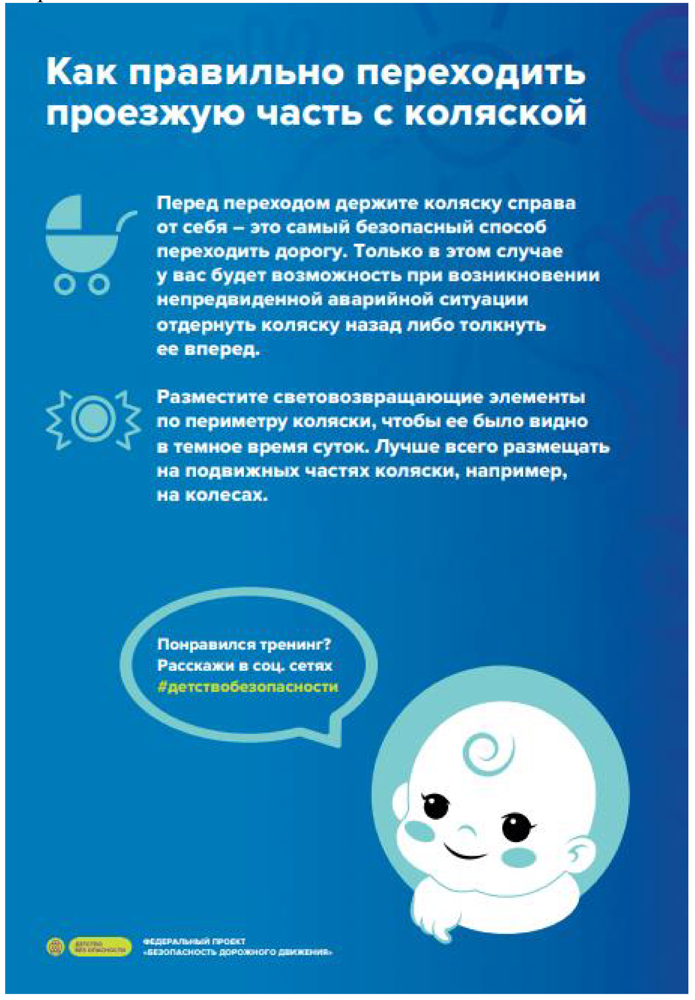 Как правильно переходить
проезжую часть с коляской
Перед переходом держите коляску справа
от себя – это самый безопасный способ
переходить дорогу. Только в этом случае
у вас будет возможность при возникновении
непредвиденной аварийной ситуации
отдернуть коляску назад либо толкнуть
ее вперед.
Разместите световозвращающие элементы
по периметру коляски, чтобы ее было видно
в темное время суток. Лучше всего размещать
на подвижных частях коляски, например,
на колесах.
Понравился тренинг?
Расскажи в соц. сетях
#детствобезопасности
ДЕТСТВО
БЕЗ ОПАСНОСТИ
ФЕДЕРАЛЬНЫЙ ПРОЕКТ
«БЕЗОПАСНОСТЬ ДОРОЖНОГО ДВИЖЕНИЯ»